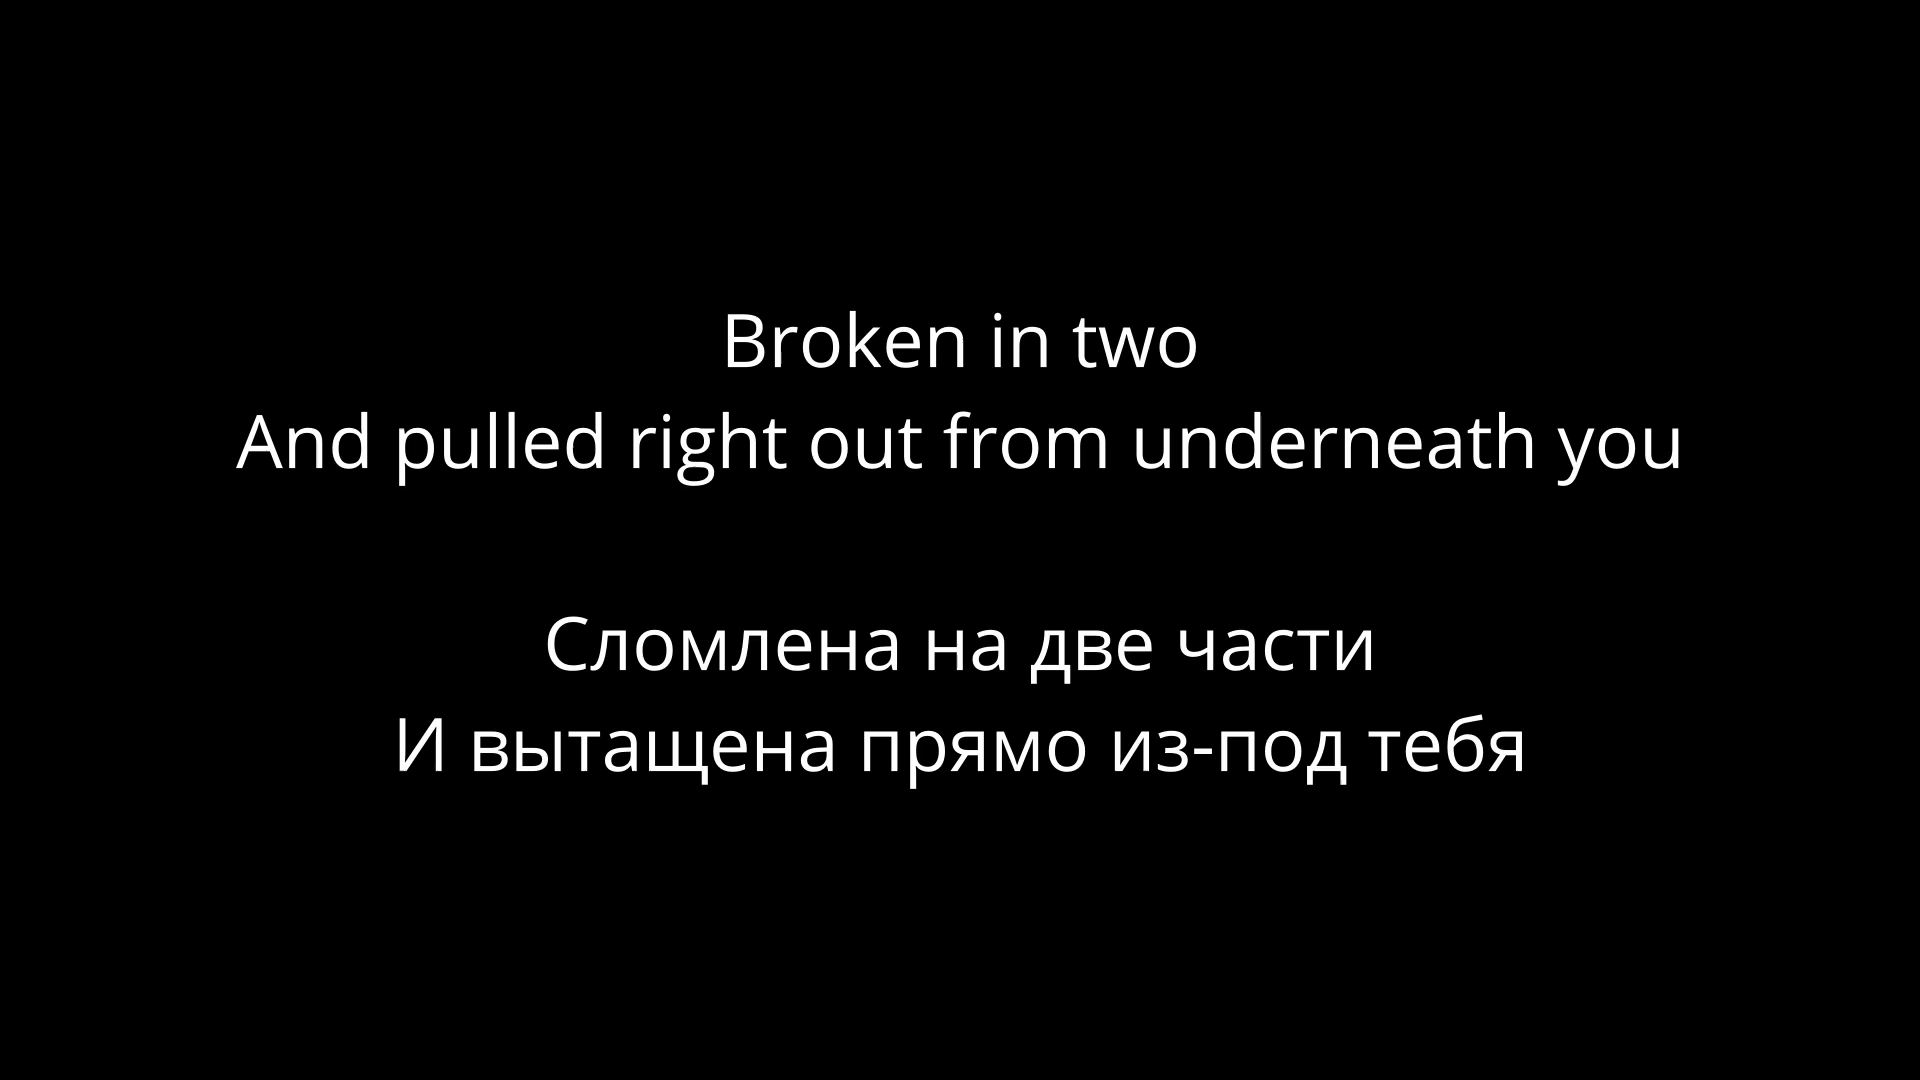 Broken in two
And pulled right out from underneath you
Сломлена на две части
И вытащена прямо из-под тебя